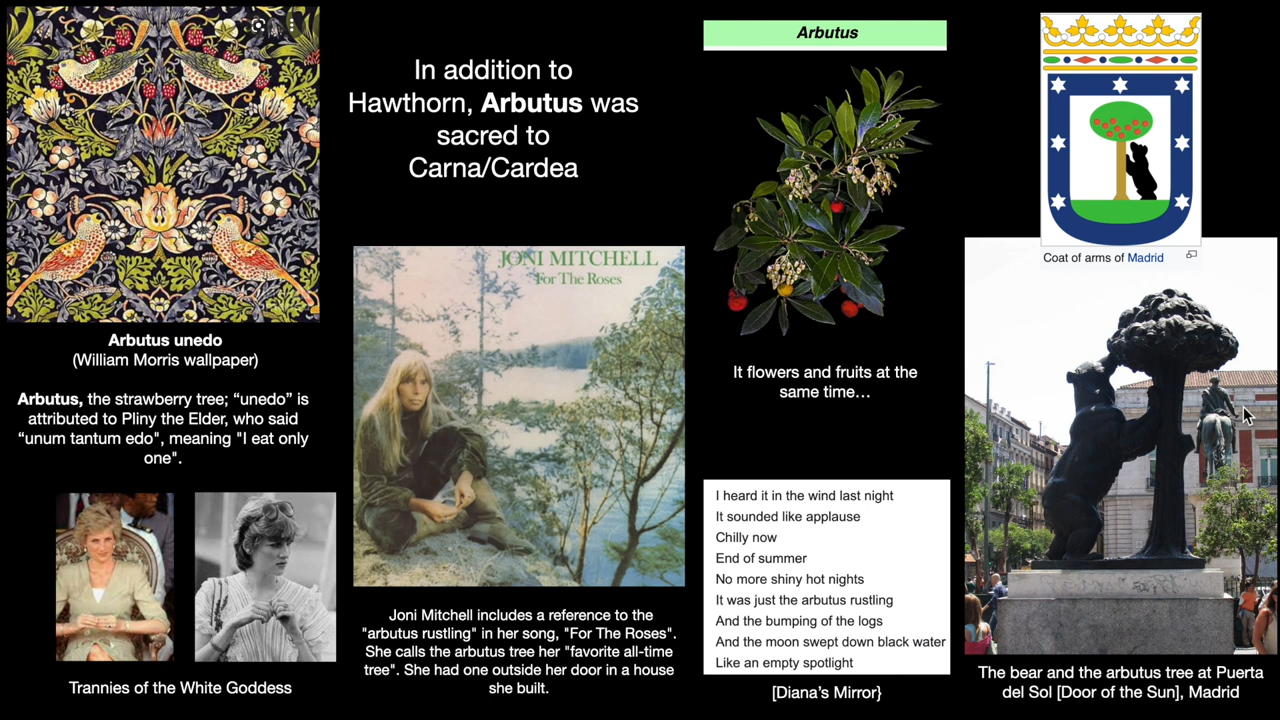 In addition to
Hawthorn, Arbutus was
sacred to
Carna/Cardea
Arbutus unedo
(William Morris wallpaper)
Arbutus, the strawberry tree; “unedo” is
attributed to Pliny the Elder, who said
“unum tantum edo", meaning "I eat only
one".
Trannies of the White Goddess
JONI MITCHELL
For The Roses
Joni Mitchell includes a reference to the
"arbutus rustling" in her song, "For The Roses".
She calls the arbutus tree her "favorite all-time
tree". She had one outside her door in a house
she built.
Arbutus
It flowers and fruits at the
same time…
I heard it in the wind last night
It sounded like applause
Chilly now
End of summer
No more shiny hot nights
It was just the arbutus rustling
And the bumping of the logs
And the moon swept down black water
Like an empty spotlight
[Diana’s Mirror}
Coat of arms of Madrid
The bear and the arbutus tree at Puerta
del Sol [Door of the Sun], Madrid